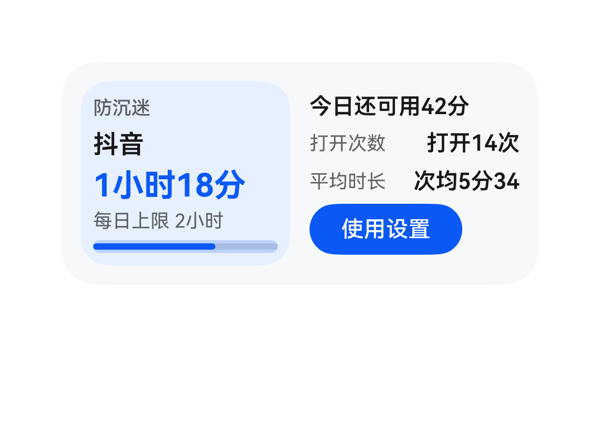 防沉迷
抖音
1小时18分
每日上限 2小时
今日还可用42分
打开次数 打开14次
平均时长 次均5分34
使用设置